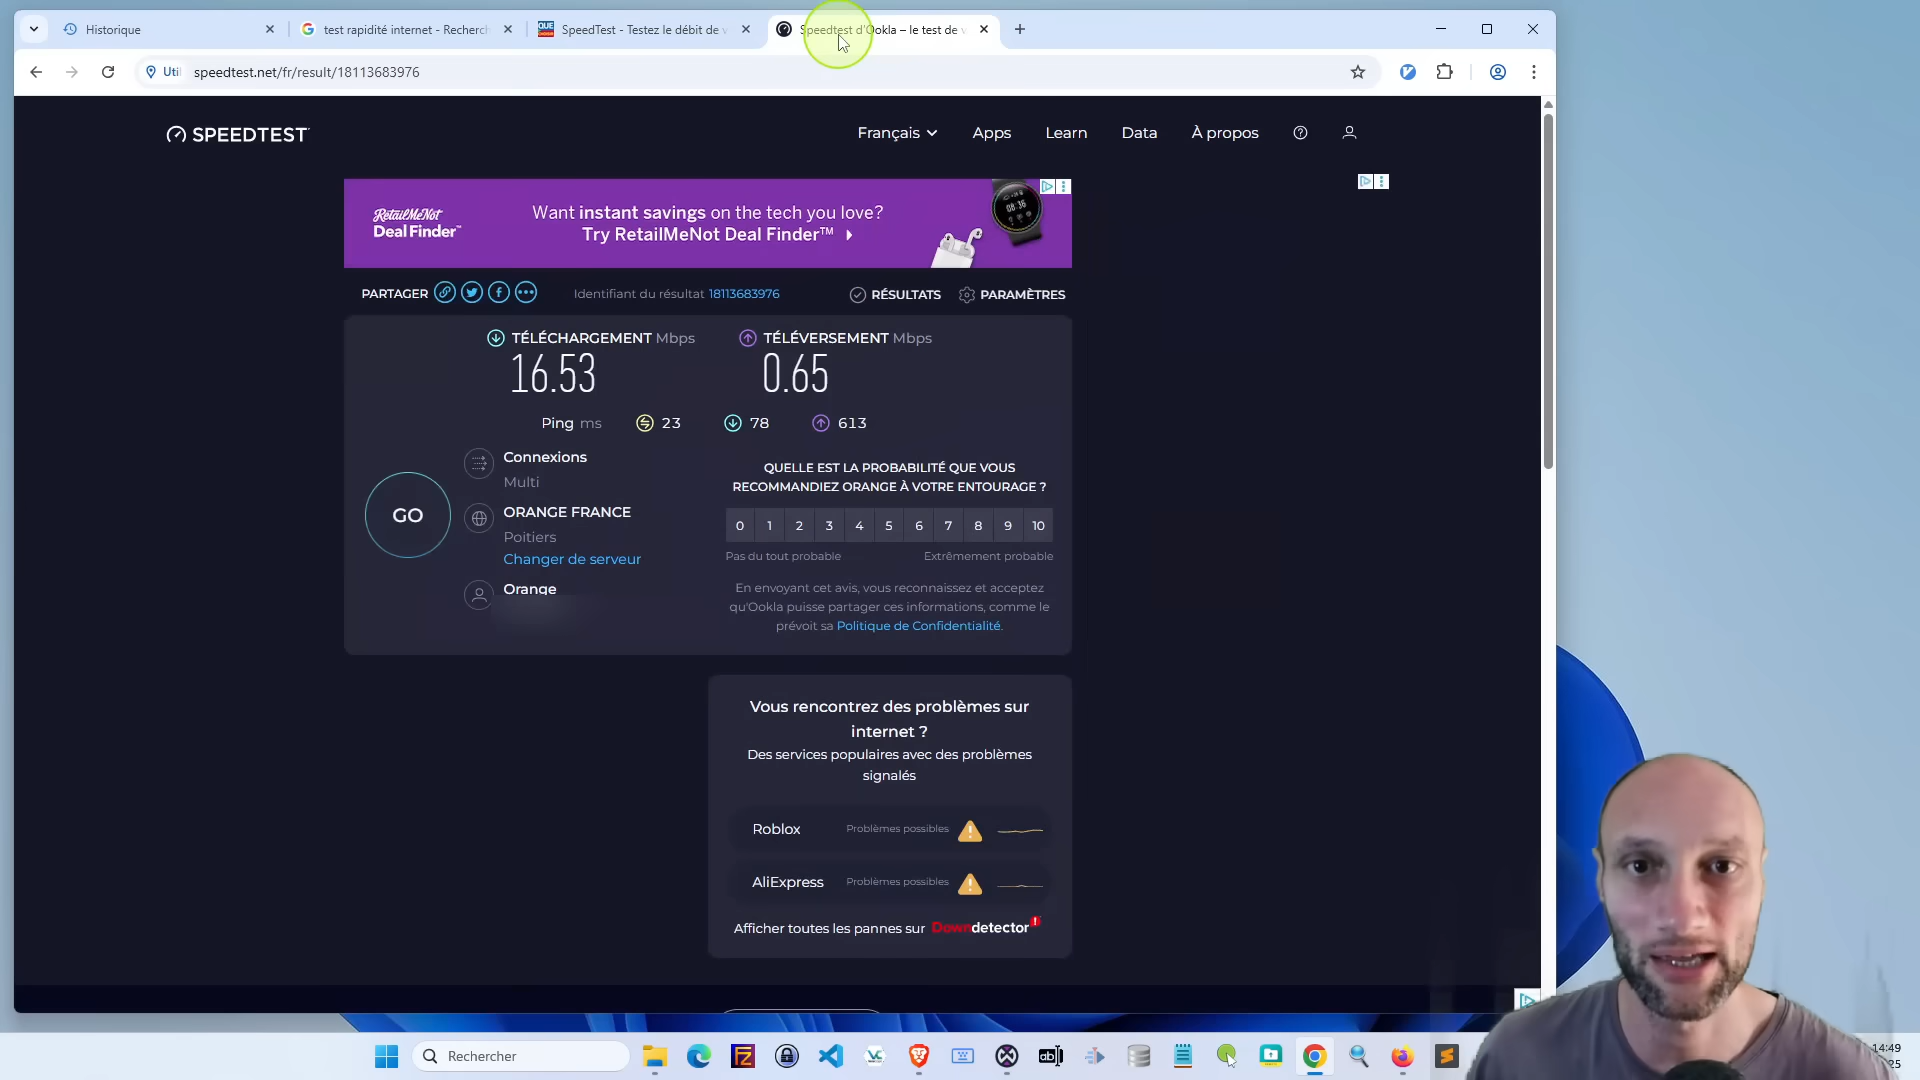 Historique
test rapidité internet - Recherc
SpeedTest - Testez le débit de v
Speedtest d'Ookla – le test de v
Util
speedtest.net/fr/result/18113683976
SPEEDTEST
Français
Apps
Learn
Data
À propos
RetailMeNot
Deal Finder™
Want instant savings on the tech you love?
Try RetailMeNot Deal Finder™
08:36
PARTAGER
Identifiant du résultat 18113683976
RÉSULTATS
PARAMÈTRES
TÉLÉCHARGEMENT Mbps
16.53
TÉLÉVERSEMENT Mbps
0.65
Ping ms
23
78
613
GO
Connexions
Multi
ORANGE FRANCE
Poitiers
Changer de serveur
Orange
QUELLE EST LA PROBABILITÉ QUE VOUS
RECOMMANDIEZ ORANGE À VOTRE ENTOURAGE ?
0 1 2 3 4 5 6 7 8 9 10
Pas du tout probable
Extrêmement probable
En envoyant cet avis, vous reconnaissez et acceptez
qu'Ookla puisse partager ces informations, comme le
prévoit sa Politique de Confidentialité.
Vous rencontrez des problèmes sur
internet ?
Des services populaires avec des problèmes
signalés
Roblox
Problèmes possibles
AliExpress
Problèmes possibles
Afficher toutes les pannes sur Downdetector
Rechercher
14:49
25